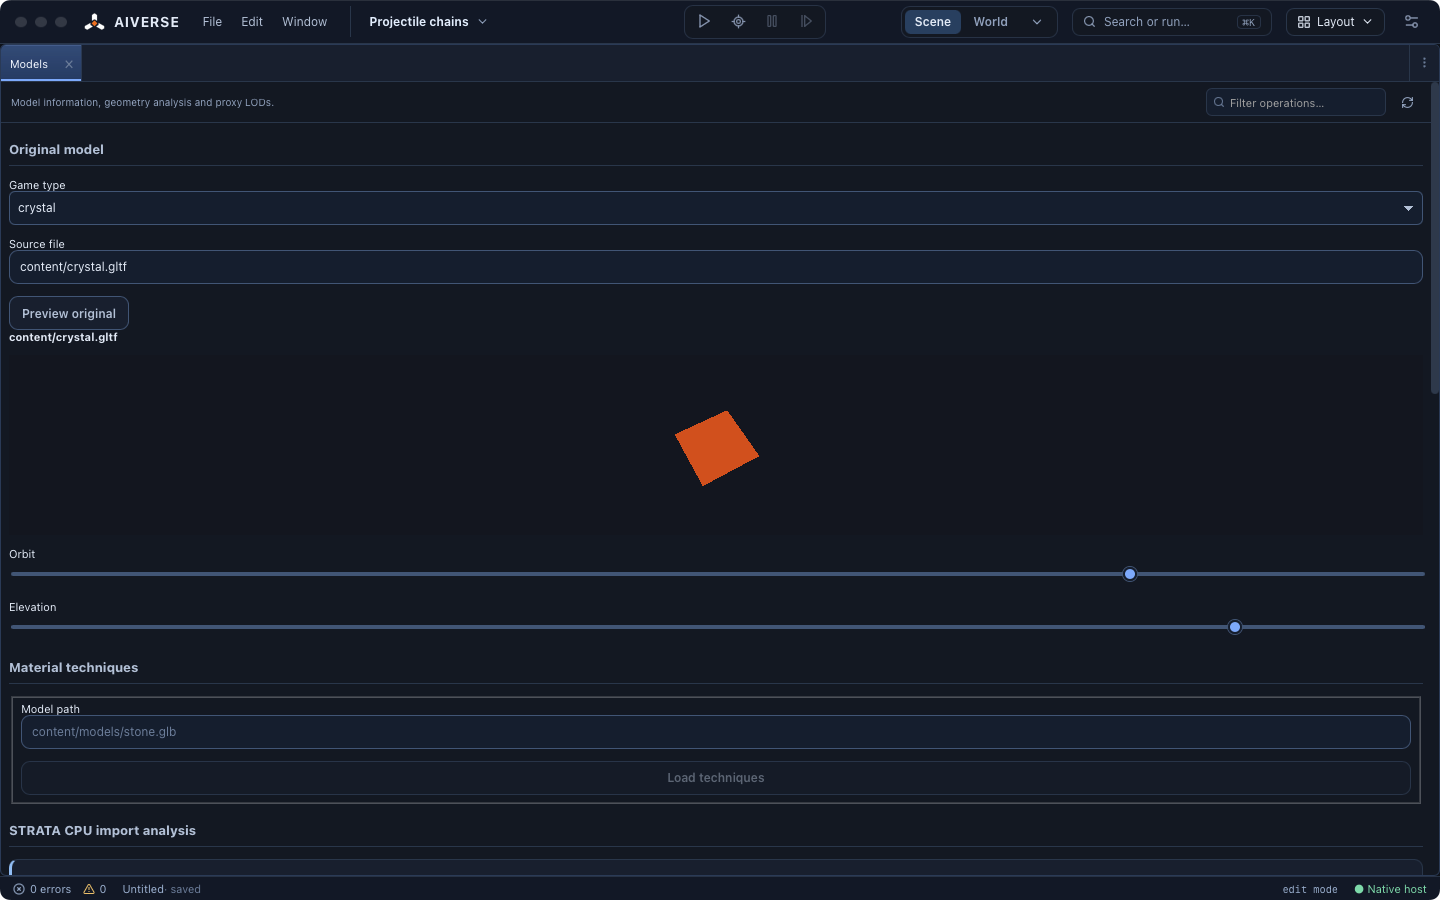 AIVERSE File Edit Window Projectile chains Scene World Search or run... ⌘K Layout
Models
Model information, geometry analysis and proxy LODs. Filter operations...
Original model
Game type
crystal
Source file
content/crystal.gltf
Preview original
content/crystal.gltf
Orbit
Elevation
Material techniques
Model path
content/models/stone.glb
Load techniques
STRATA CPU import analysis
0 errors 0 Untitled · saved edit mode Native host